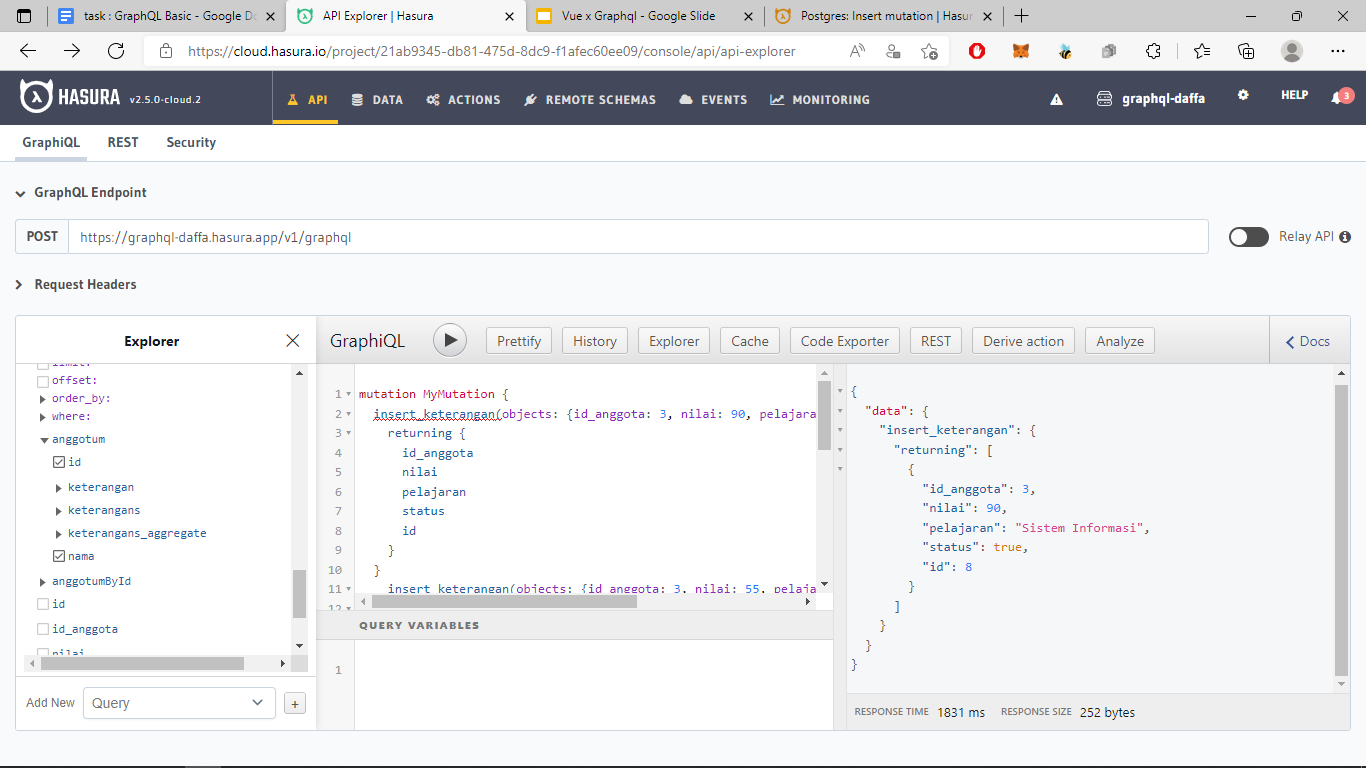 task : GraphQL Basic - Google Do
API Explorer | Hasura
Vue x Graphql - Google Slide
Postgres: Insert mutation | Hasur
https://cloud.hasura.io/project/21ab9345-db81-475d-8dc9-f1afec60ee09/console/api/api-explorer
HASURA v2.5.0-cloud.2
API
DATA
ACTIONS
REMOTE SCHEMAS
EVENTS
MONITORING
graphql-daffa
HELP
3
GraphiQL
REST
Security
GraphQL Endpoint
POST
https://graphql-daffa.hasura.app/v1/graphql
Relay API
Request Headers
Explorer
limit:
offset:
order_by:
where:
anggotum
id
keterangan
keterangans
keterangans_aggregate
nama
anggotumById
id
id_anggota
nilai
Add New
Query
+
GraphiQL
Prettify
History
Explorer
Cache
Code Exporter
REST
Derive action
Analyze
Docs
1 mutation MyMutation {
2 insert_keterangan(objects: {id_anggota: 3, nilai: 90, pelajara
3 returning {
4 id_anggota
5 nilai
6 pelajaran
7 status
8 id
9 }
10 }
11 insert_keterangan(objects: {id_anggota: 3, nilai: 55, pelaja
12
QUERY VARIABLES
1
{
"data": {
"insert_keterangan": {
"returning": [
{
"id_anggota": 3,
"nilai": 90,
"pelajaran": "Sistem Informasi",
"status": true,
"id": 8
}
]
}
}
}
RESPONSE TIME 1831 ms RESPONSE SIZE 252 bytes